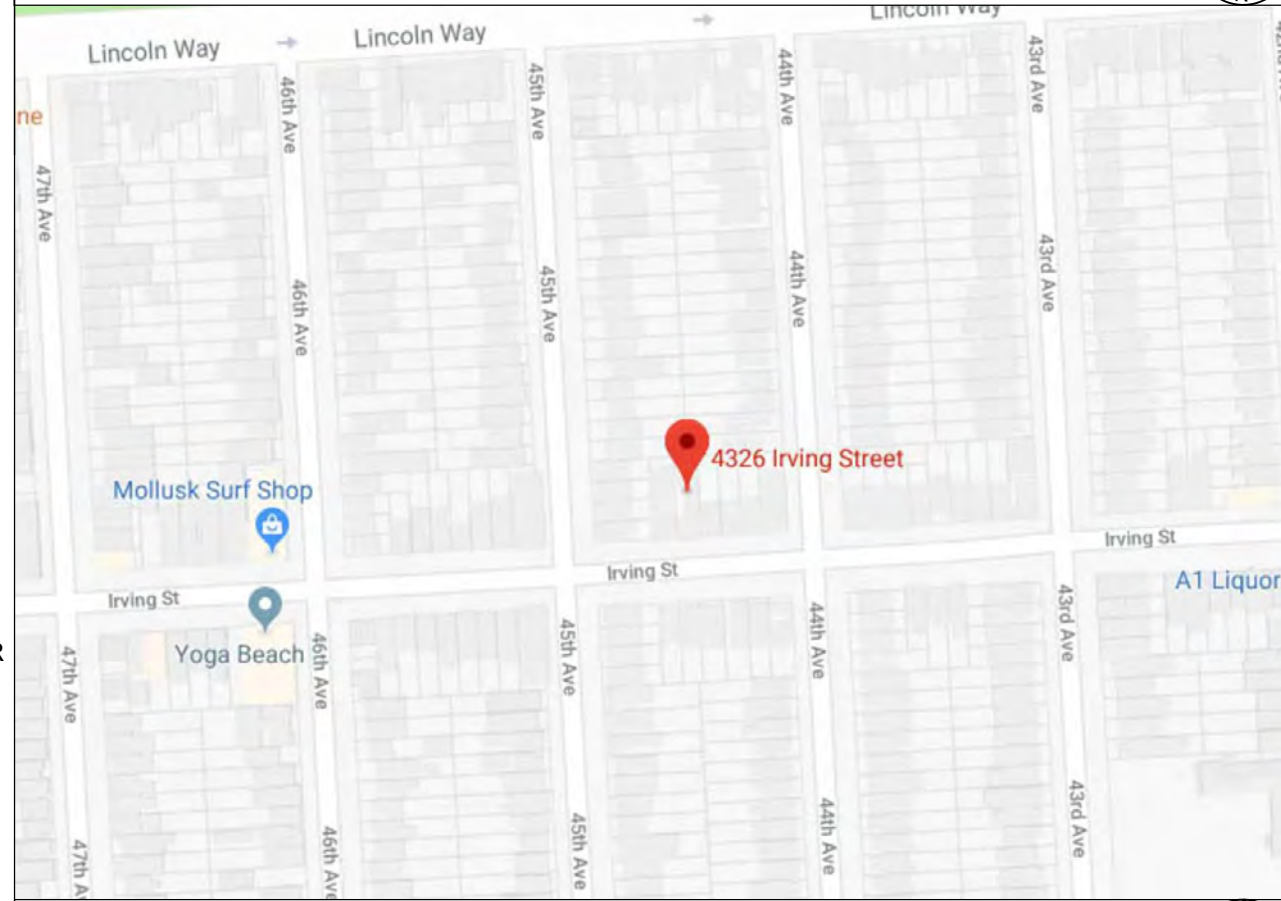 Lincoln Way
Lincoln Way
Lincoln Way
ne
47th Ave
46th Ave
45th Ave
44th Ave
43rd Ave
46th Ave
45th Ave
44th Ave
43rd Ave
4326 Irving Street
Mollusk Surf Shop
Irving St
Irving St
Irving St
A1 Liquor
Yoga Beach
R
47th Ave
46th Ave
45th Ave
44th Ave
43rd Ave
47th Av
46th Ave
45th Ave
44th Ave
43rd Ave